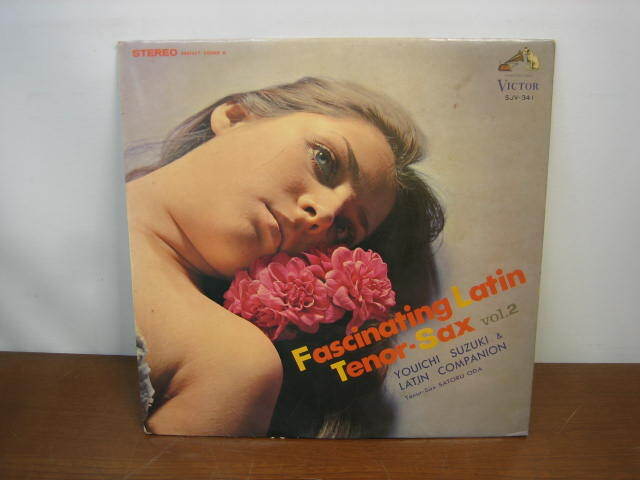 STEREO
VICTOR
SJV-341
Fascinating Latin
Tenor-Sax vol.2
YOUICHI SUZUKI &
LATIN COMPANION
Tenor-Sax SATORU ODA